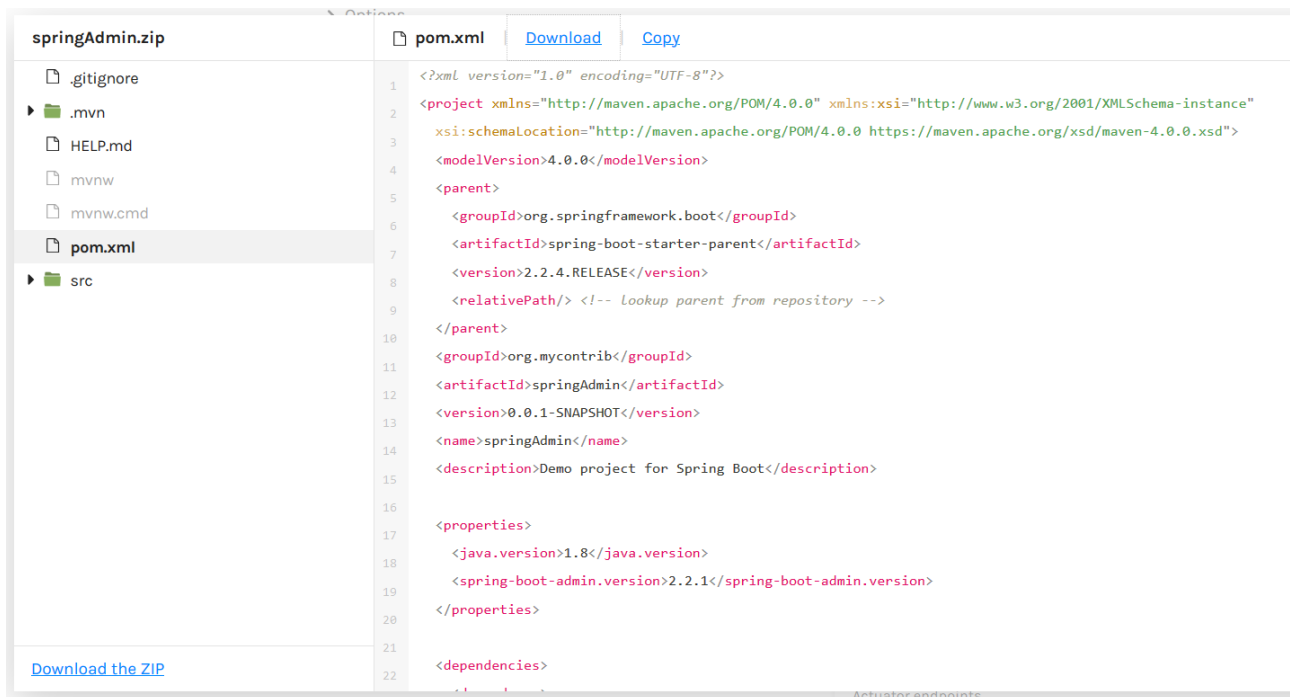 Options
springAdmin.zip
pom.xml | Download | Copy
.gitignore
.mvn
HELP.md
mvnw
mvnw.cmd
pom.xml
src
Download the ZIP
1 <?xml version="1.0" encoding="UTF-8"?>
2 <project xmlns="http://maven.apache.org/POM/4.0.0" xmlns:xsi="http://www.w3.org/2001/XMLSchema-instance"
3 xsi:schemaLocation="http://maven.apache.org/POM/4.0.0 https://maven.apache.org/xsd/maven-4.0.0.xsd">
4 <modelVersion>4.0.0</modelVersion>
5 <parent>
6 <groupId>org.springframework.boot</groupId>
7 <artifactId>spring-boot-starter-parent</artifactId>
8 <version>2.2.4.RELEASE</version>
9 <relativePath/> <!-- lookup parent from repository -->
10 </parent>
11 <groupId>org.mycontrib</groupId>
12 <artifactId>springAdmin</artifactId>
13 <version>0.0.1-SNAPSHOT</version>
14 <name>springAdmin</name>
15 <description>Demo project for Spring Boot</description>
16
17 <properties>
18 <java.version>1.8</java.version>
19 <spring-boot-admin.version>2.2.1</spring-boot-admin.version>
20 </properties>
21
22 <dependencies>
Actuator endpoints